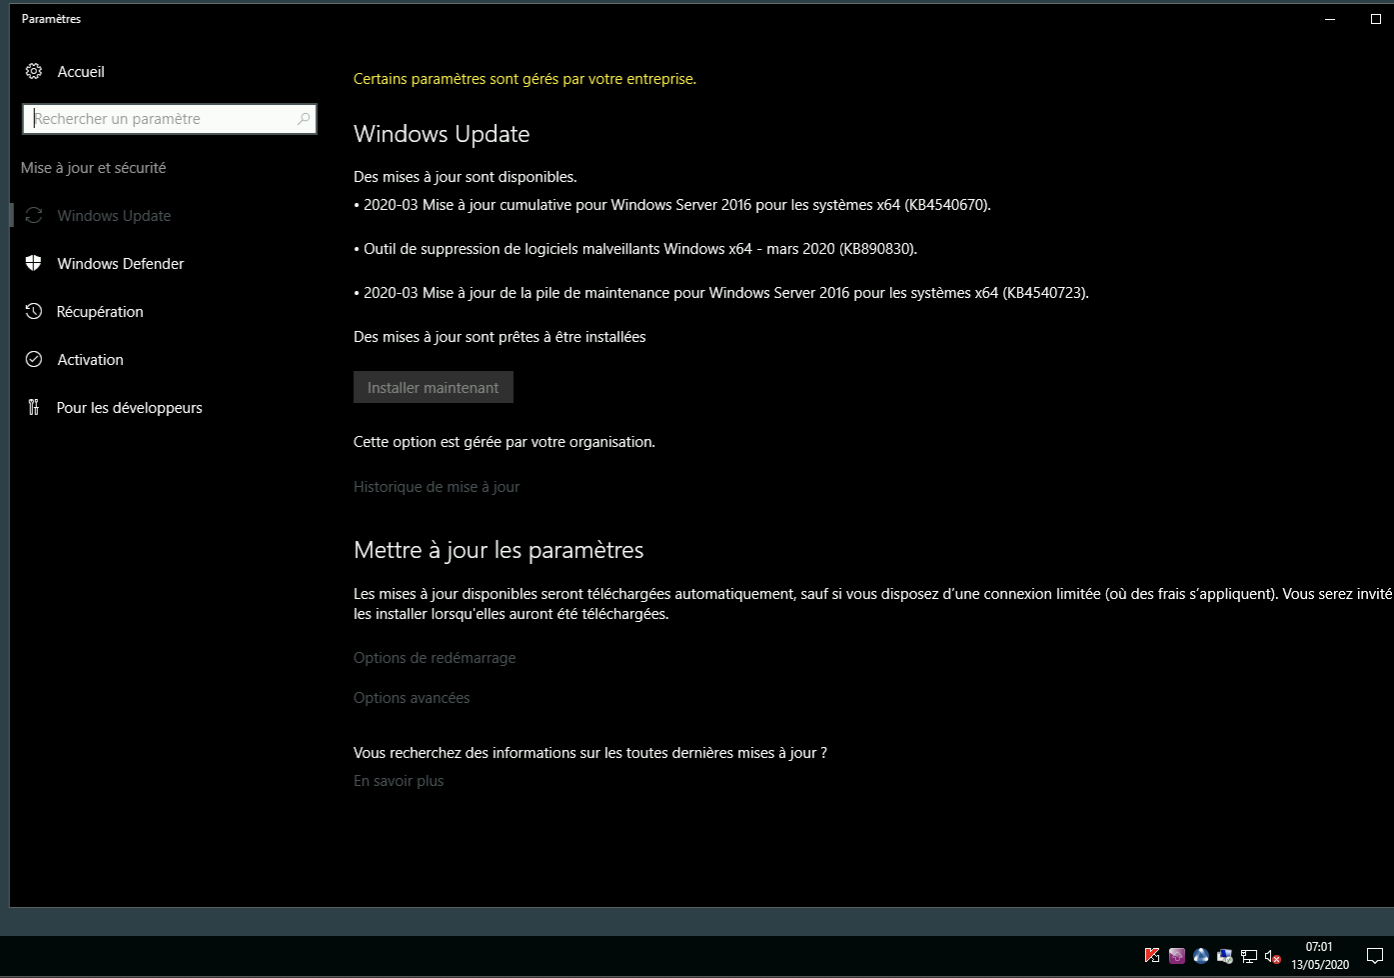 Paramètres
Accueil
Rechercher un paramètre
Mise à jour et sécurité
Windows Update
Windows Defender
Récupération
Activation
Pour les développeurs
Certains paramètres sont gérés par votre entreprise.
Windows Update
Des mises à jour sont disponibles.
• 2020-03 Mise à jour cumulative pour Windows Server 2016 pour les systèmes x64 (KB4540670).
• Outil de suppression de logiciels malveillants Windows x64 - mars 2020 (KB890830).
• 2020-03 Mise à jour de la pile de maintenance pour Windows Server 2016 pour les systèmes x64 (KB4540723).
Des mises à jour sont prêtes à être installées
Installer maintenant
Cette option est gérée par votre organisation.
Historique de mise à jour
Mettre à jour les paramètres
Les mises à jour disponibles seront téléchargées automatiquement, sauf si vous disposez d'une connexion limitée (où des frais s'appliquent). Vous serez invité
les installer lorsqu'elles auront été téléchargées.
Options de redémarrage
Options avancées
Vous recherchez des informations sur les toutes dernières mises à jour ?
En savoir plus
07:01
13/05/2020